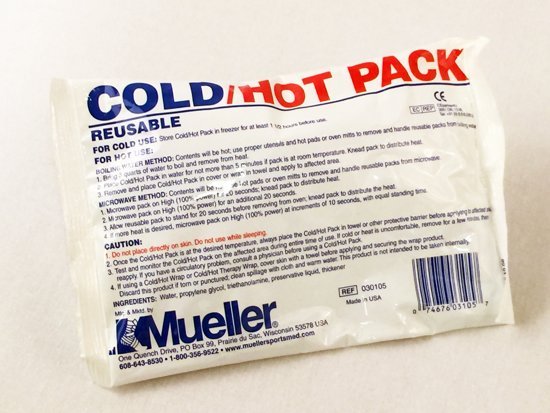 COLD/HOT PACK
REUSABLE
FOR COLD USE: Store Cold/Hot Pack in freezer for at least 1 1/2 hours before use.
FOR HOT USE:
BOILING WATER METHOD: Contents will be hot, use proper utensils and hot pads or oven mitts to remove and handle reusable packs from boiling water.
1. Bring 2 quarts of water to boil and remove from heat.
2. Place Cold/Hot Pack in water for not more than 5 minutes if pack is at room temperature. Knead pack to distribute heat.
3. Remove and place Cold/Hot Pack in cover or wrap in towel and apply to affected area.
MICROWAVE METHOD: Contents will be hot, use hot pads or oven mitts to remove and handle reusable packs from microwave.
1. Microwave pack on High (100% power) for 20 seconds; knead pack to distribute heat.
2. Microwave pack on High (100% power) for an additional 20 seconds.
3. Allow reusable pack to stand for 20 seconds before removing from oven; knead pack to distribute the heat.
4. If more heat is desired, microwave pack on High (100% power) at increments of 10 seconds, with equal standing time.
CAUTION:
1. Do not place directly on skin. Do not use while sleeping.
2. Once the Cold/Hot Pack is at the desired temperature, always place the Cold/Hot Pack in towel or other protective barrier before applying to affected
3. Test and monitor the Cold/Hot Pack on the affected area during entire time of use. If cold or heat is uncomfortable, remove for a few
reapply. If you have a circulatory problem, consult a physician before using a Cold/Hot Pack.
4. If using a Cold/Hot Wrap or Cold/Hot Therapy Wrap, cover skin with a towel before applying and securing the wrap product.
Discard this product if torn or punctured; clean spillage with cloth and warm water. This product is not intended to be taken internally.
INGREDIENTS: Water, propylene glycol, triethanolamine, preservative liquid, thickener
Mfr. & Mktd. by
Mueller®
One Quench Drive, PO Box 99, Prairie du Sac, Wisconsin 53578 USA
608-643-8530 • 1-800-356-9522 • www.muellersportsmed.com
REF 030105
Made in USA
0 74676 03105 7
CE
EC REP